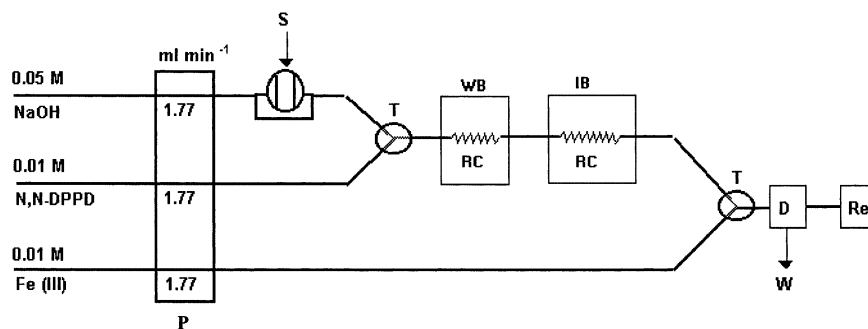 S
ml min -1
0.05 M
NaOH
1.77
T
WB
IB
RC
RC
0.01 M
N,N-DPPD
1.77
T
D
Re
0.01 M
Fe (III)
1.77
W
P